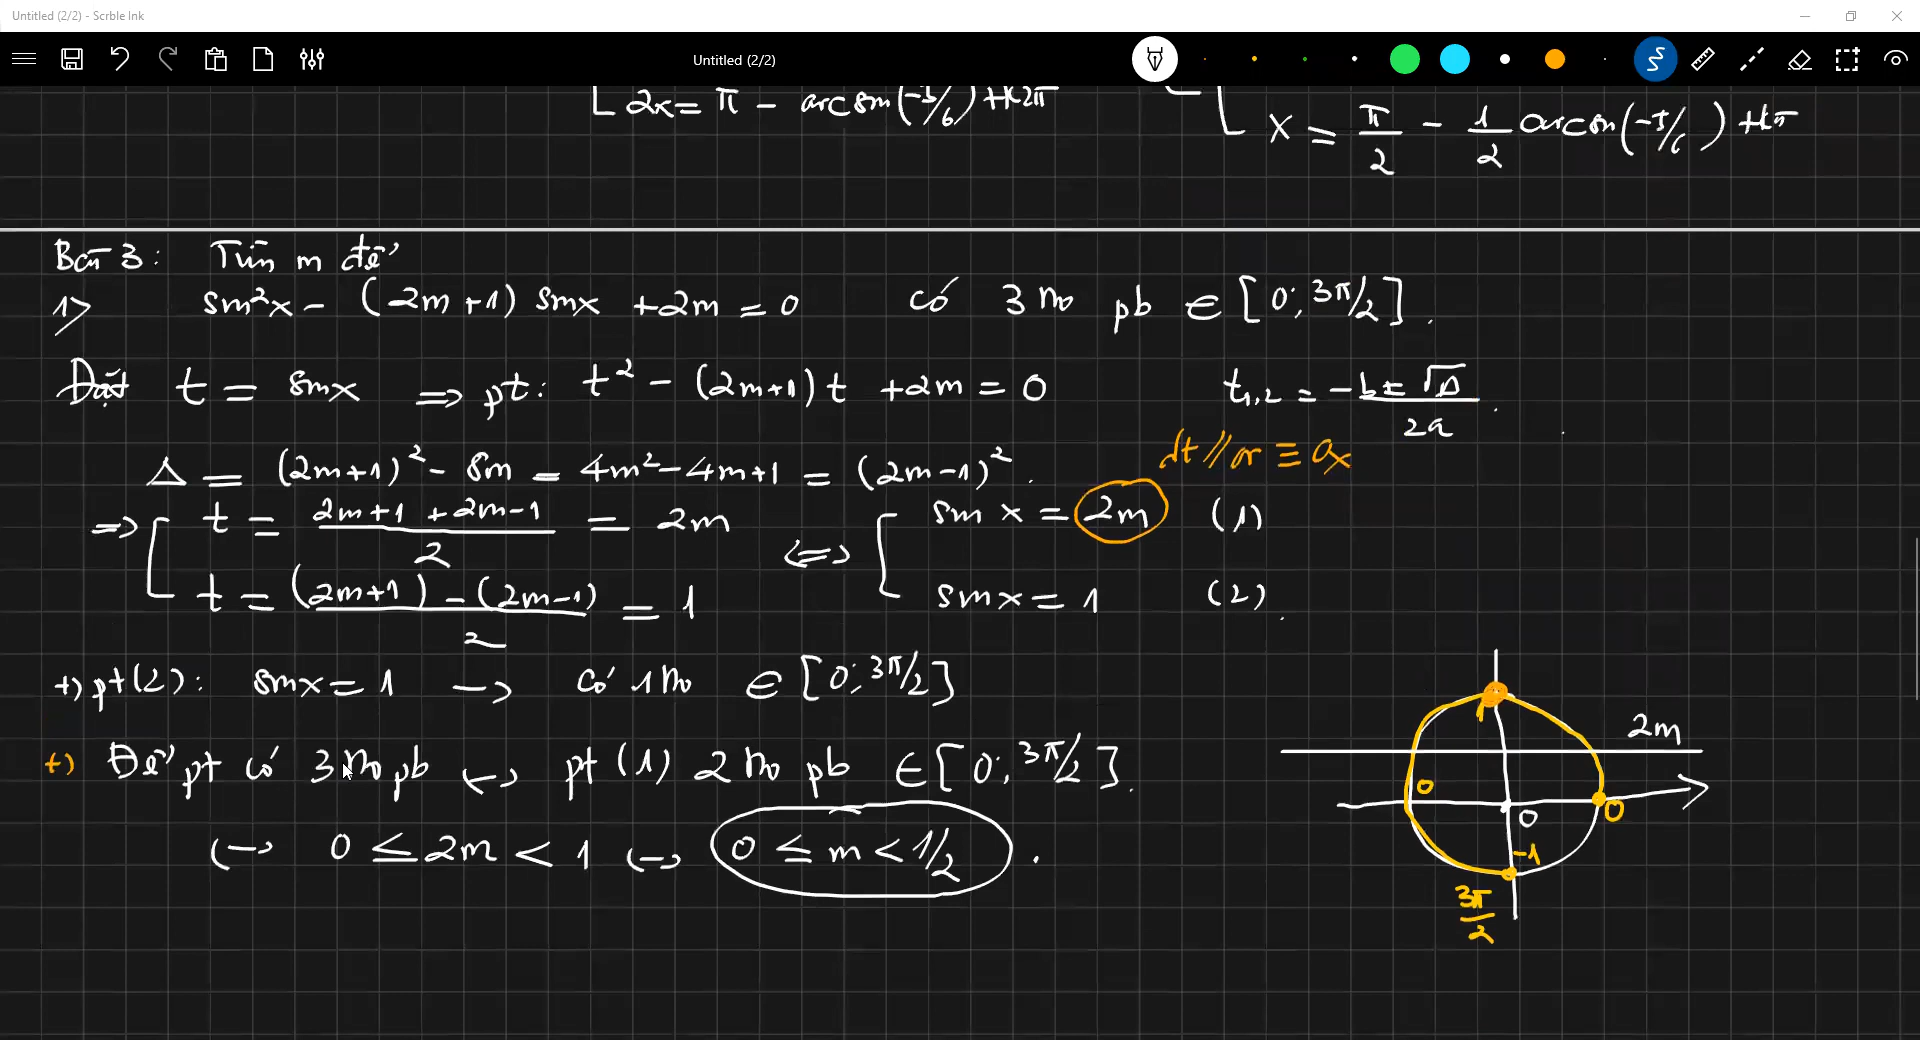 Untitled (2/2) - Scrble Ink
Untitled (2/2)
2x = π - arcsin(-5/6) + k2π
x = π/2 - 1/2 arcsin(-5/6) + kπ
Bài 3: Tìm m để
1> sin²x - (2m+1) sinx + 2m = 0 có 3 no pb ∈ [0; 3π/2].
Đặt t = sinx => pt: t² - (2m+1)t + 2m = 0
t1,2 = -b ± √Δ / 2a.
dt // or ≡ Ox
Δ = (2m+1)² - 8m = 4m² - 4m + 1 = (2m-1)².
=> [ t = 2m+1 + 2m-1 / 2 = 2m <=> [ sin x = 2m (1)
t = (2m+1) - (2m-1) / 2 = 1 sinx = 1 (2).
+) pt(2): sinx = 1 -> có 1 no ∈ [0; 3π/2]
+) Để pt có 3 no pb <-> pt (1) 2 no pb ∈ [0; 3π/2].
<-> 0 ≤ 2m < 1 <-> 0 ≤ m < 1/2.
1
2m
0
0
0
-1
3π/2